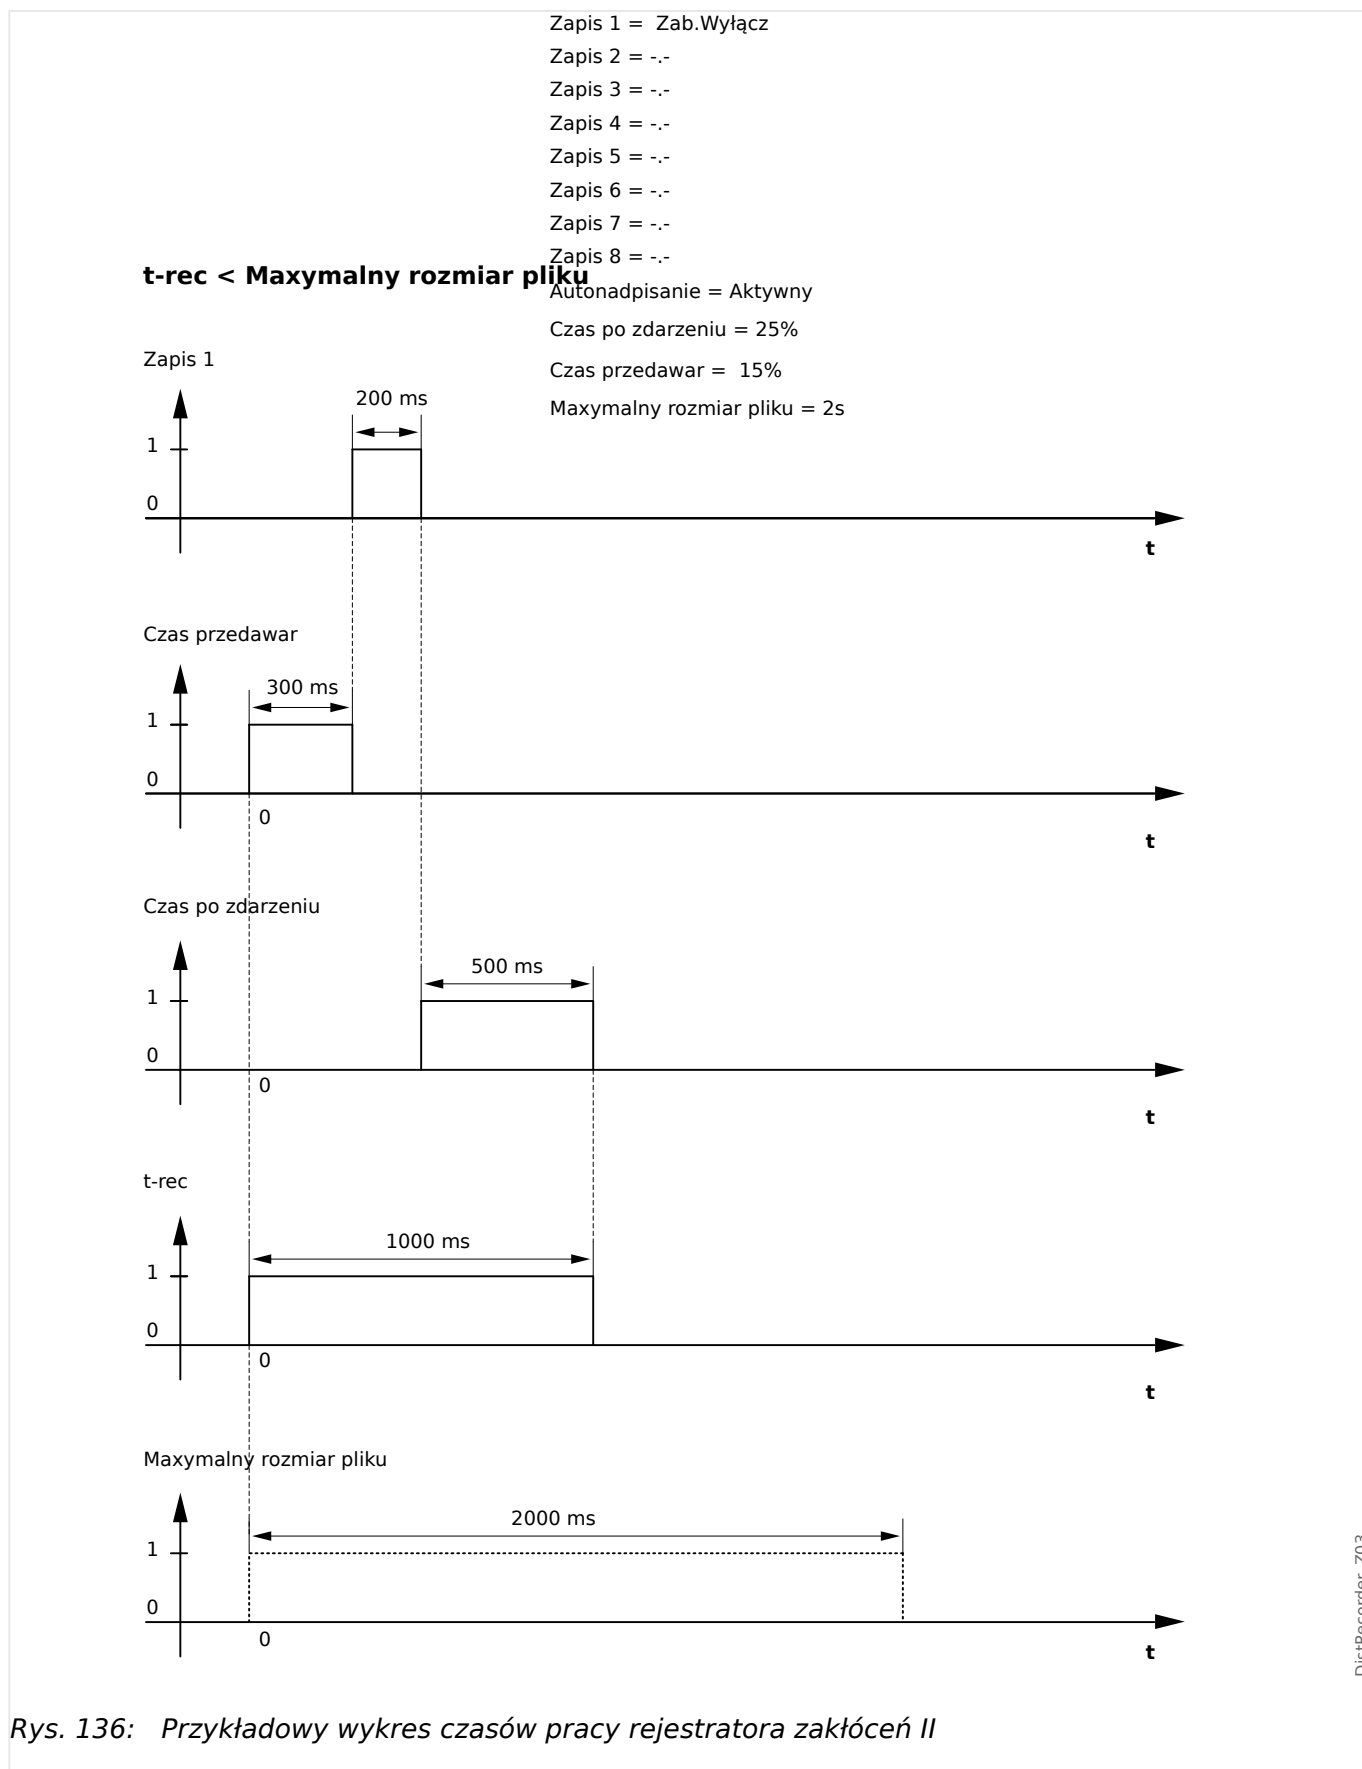 Zapis 1 =  Zab.Wyłącz
Zapis 2 = -.-
Zapis 3 = -.-
Zapis 4 = -.-
Zapis 5 = -.-
Zapis 6 = -.-
Zapis 7 = -.-
Zapis 8 = -.-
t-rec < Maxymalny rozmiar pliku
Autonadpisanie = Aktywny
Czas po zdarzeniu = 25%
Czas przedawar =  15%
Maxymalny rozmiar pliku = 2s
Zapis 1
200 ms
1
0
t
Czas przedawar
300 ms
1
0
0
t
Czas po zdarzeniu
500 ms
1
0
0
t
t-rec
1000 ms
1
0
0
t
Maxymalny rozmiar pliku
2000 ms
1
0
0
t
DistRecorder_Z03
Rys. 136: Przykładowy wykres czasów pracy rejestratora zakłóceń II